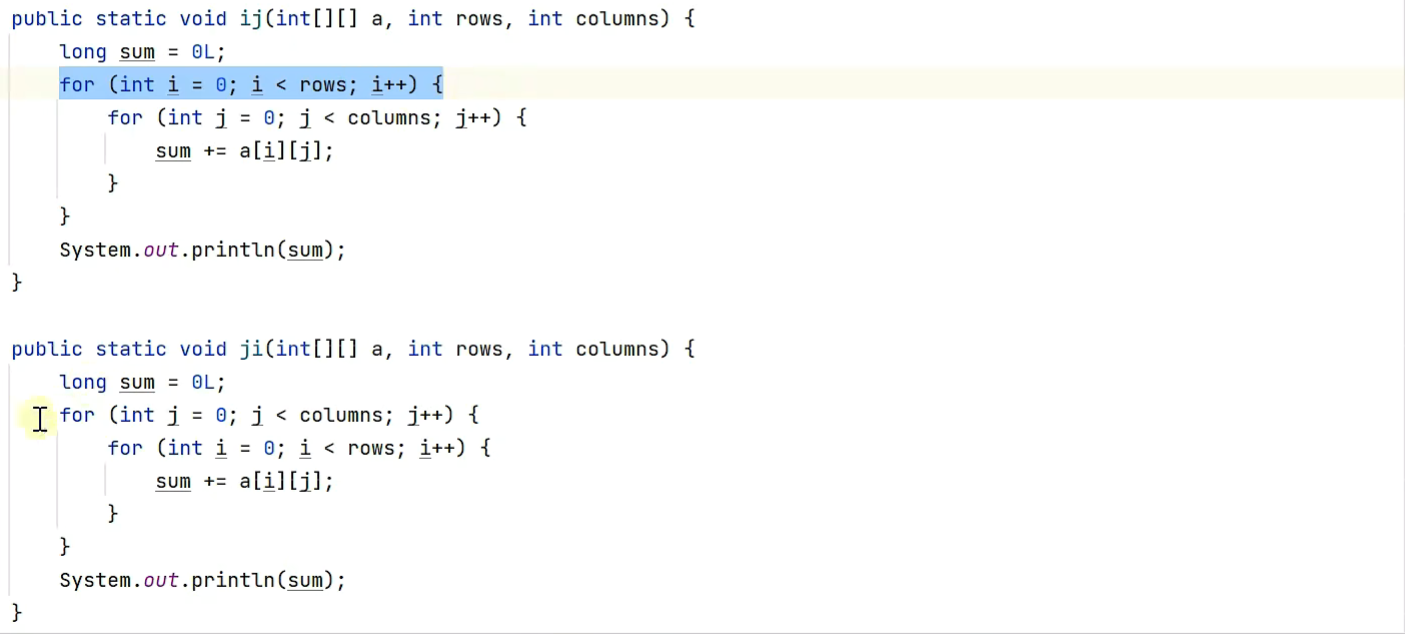 public static void ij(int[][] a, int rows, int columns) {
    long sum = 0L;
    for (int i = 0; i < rows; i++) {
        for (int j = 0; j < columns; j++) {
            sum += a[i][j];
        }
    }
    System.out.println(sum);
}
public static void ji(int[][] a, int rows, int columns) {
    long sum = 0L;
    for (int j = 0; j < columns; j++) {
        for (int i = 0; i < rows; i++) {
            sum += a[i][j];
        }
    }
    System.out.println(sum);
}